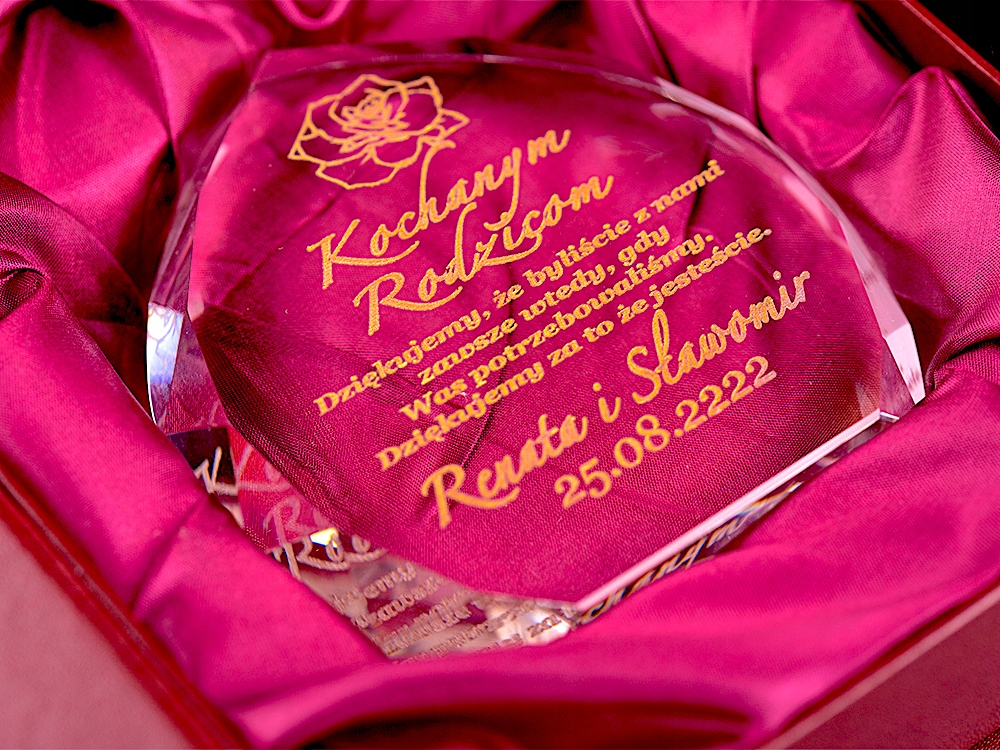 Kochanym
Rodzicom
Dziękujemy, że byliście z nami
zawsze wtedy, gdy
Was potrzebowaliśmy.
Dziękujemy za to że jesteście.
Renata i Sławomir
25.08.2222